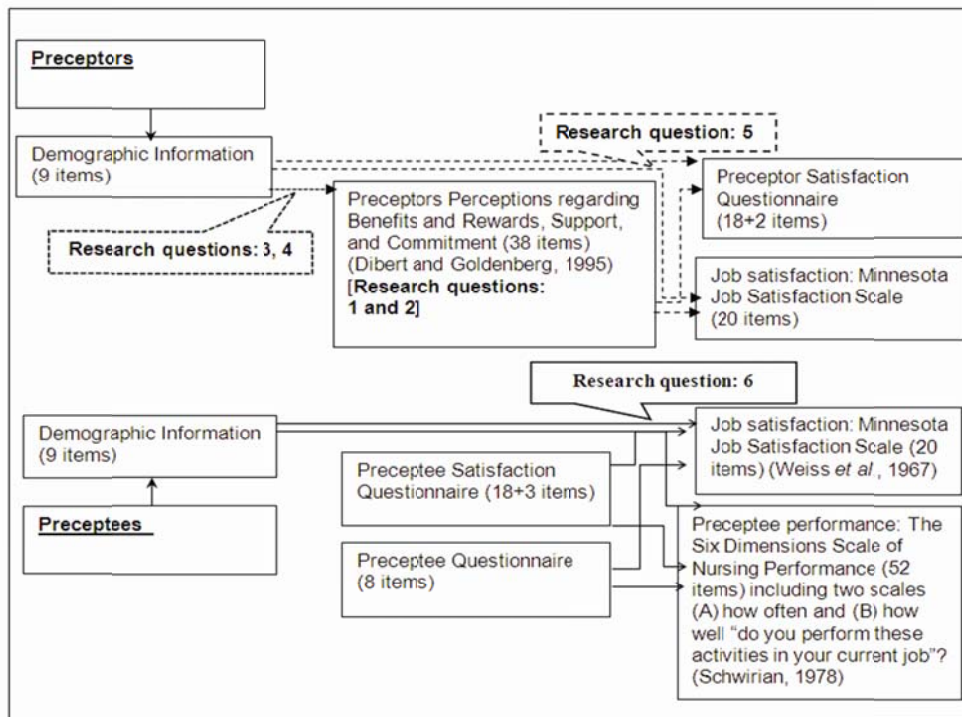 Preceptors
Demographic Information
(9 items)
Research question: 5
Research questions: 3, 4
Preceptors Perceptions regarding
Benefits and Rewards, Support,
and Commitment (38 items)
(Dibert and Goldenberg, 1995)
[Research questions:
1 and 2]
Preceptor Satisfaction
Questionnaire
(18+2 items)
Job satisfaction: Minnesota
Job Satisfaction Scale
(20 items)
Research question: 6
Demographic Information
(9 items)
Preceptees
Preceptee Satisfaction
Questionnaire (18+3 items)
Preceptee Questionnaire
(8 items)
Job satisfaction: Minnesota
Job Satisfaction Scale (20
items) (Weiss et al, 1967)
Preceptee performance: The
Six Dimensions Scale of
Nursing Performance (52
items) including two scales
(A) how often and (B) how
well "do you perform these
activities in your current job"?
(Schwirian, 1978)